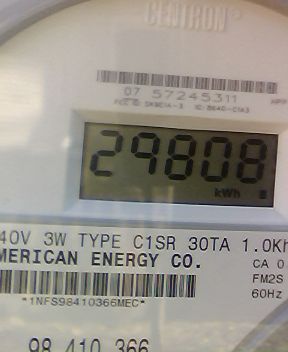 CENTRON®
07 57245311
29808
kWh
40V 3W TYPE C1SR 30TA 1.0Kh
MERICAN ENERGY CO.
CA 0
FM2S
60Hz
*1NFS98410366MEC*
98 410 366